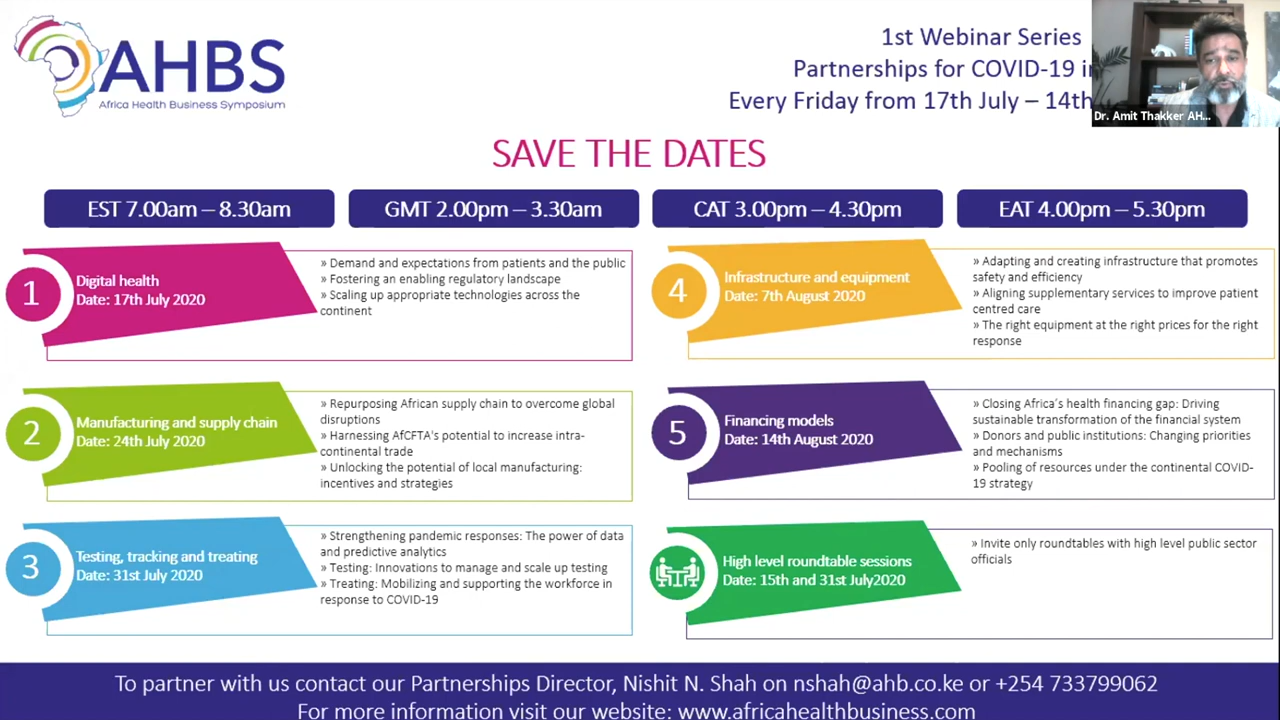 AHBS
Africa Health Business Symposium
1st Webinar Series
Partnerships for COVID-19 i
Every Friday from 17th July – 14th
Dr. Amit Thakker AH...
SAVE THE DATES
EST 7.00am – 8.30am
GMT 2.00pm – 3.30am
CAT 3.00pm – 4.30pm
EAT 4.00pm – 5.30pm
1
Digital health
Date: 17th July 2020
» Demand and expectations from patients and the public
» Fostering an enabling regulatory landscape
» Scaling up appropriate technologies across the
continent
2
Manufacturing and supply chain
Date: 24th July 2020
» Repurposing African supply chain to overcome global
disruptions
» Harnessing AfCFTA's potential to increase intra-
continental trade
» Unlocking the potential of local manufacturing:
incentives and strategies
3
Testing, tracking and treating
Date: 31st July 2020
» Strengthening pandemic responses: The power of data
and predictive analytics
» Testing: Innovations to manage and scale up testing
» Treating: Mobilizing and supporting the workforce in
response to COVID-19
4
Infrastructure and equipment
Date: 7th August 2020
» Adapting and creating infrastructure that promotes
safety and efficiency
» Aligning supplementary services to improve patient
centred care
» The right equipment at the right prices for the right
response
5
Financing models
Date: 14th August 2020
» Closing Africa´s health financing gap: Driving
sustainable transformation of the financial system
» Donors and public institutions: Changing priorities
and mechanisms
» Pooling of resources under the continental COVID-
19 strategy
High level roundtable sessions
Date: 15th and 31st July2020
» Invite only roundtables with high level public sector
officials
To partner with us contact our Partnerships Director, Nishit N. Shah on nshah@ahb.co.ke or +254 733799062
For more information visit our website: www.africahealthbusiness.com